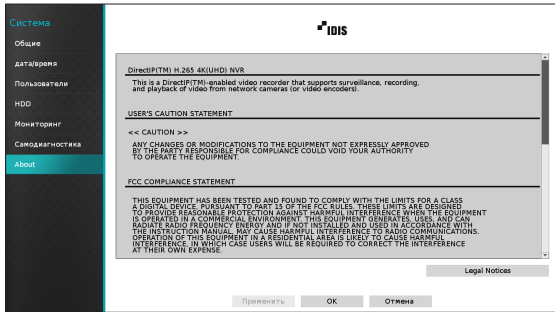 Система
Общие
дата/время
Пользователи
HDD
Мониторинг
Самодиагностика
About
IDIS
DirectIP(TM) H.265 4K(UHD) NVR
This is a DirectIP(TM)-enabled video recorder that supports surveillance, recording,
and playback of video from network cameras (or video encoders).
USER'S CAUTION STATEMENT
<< CAUTION >>
ANY CHANGES OR MODIFICATIONS TO THE EQUIPMENT NOT EXPRESSLY APPROVED
BY THE PARTY RESPONSIBLE FOR COMPLIANCE COULD VOID YOUR AUTHORITY
TO OPERATE THE EQUIPMENT.
FCC COMPLIANCE STATEMENT
THIS EQUIPMENT HAS BEEN TESTED AND FOUND TO COMPLY WITH THE LIMITS FOR A CLASS
A DIGITAL DEVICE, PURSUANT TO PART 15 OF THE FCC RULES. THESE LIMITS ARE DESIGNED
TO PROVIDE REASONABLE PROTECTION AGAINST HARMFUL INTERFERENCE WHEN THE EQUIPMENT
IS OPERATED IN A COMMERCIAL ENVIRONMENT. THIS EQUIPMENT GENERATES, USES, AND CAN
RADIATE RADIO FREQUENCY ENERGY AND IF NOT INSTALLED AND USED IN ACCORDANCE WITH
THE INSTRUCTION MANUAL, MAY CAUSE HARMFUL INTERFERENCE TO RADIO COMMUNICATIONS.
OPERATION OF THIS EQUIPMENT IN A RESIDENTIAL AREA IS LIKELY TO CAUSE HARMFUL
INTERFERENCE, IN WHICH CASE USERS WILL BE REQUIRED TO CORRECT THE INTERFERENCE
AT THEIR OWN EXPENSE.
Legal Notices
Применить
OK
Отмена